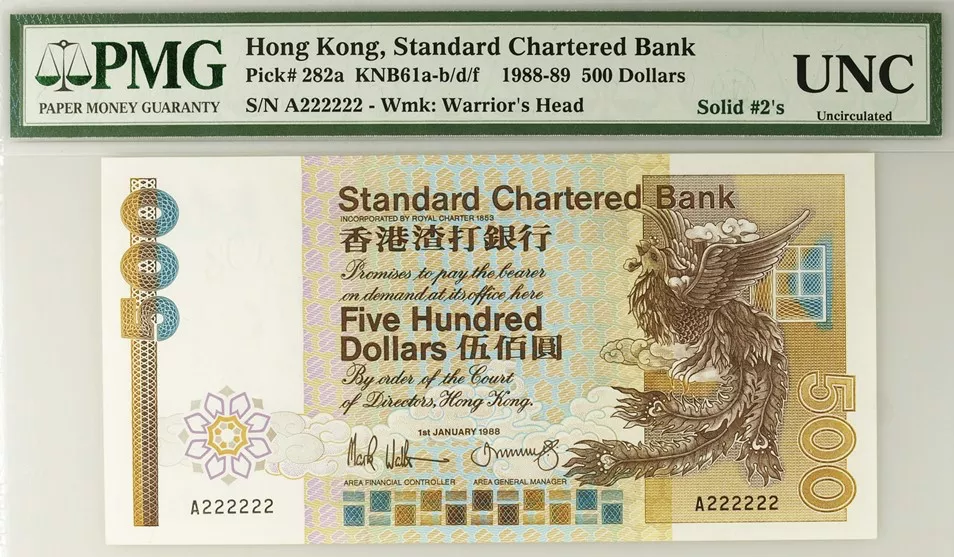 PMG
PAPER MONEY GUARANTY
Hong Kong, Standard Chartered Bank
Pick# 282a KNB61a-b/d/f 1988-89 500 Dollars
S/N A222222 - Wmk: Warrior's Head
Solid #2's
UNC
Uncirculated
500
Standard Chartered Bank
INCORPORATED BY ROYAL CHARTER 1853
香港渣打銀行
Promises to pay the bearer
on demand at its office here
Five Hundred
Dollars 伍佰圓
By order of the Court
of Directors, Hong Kong.
1st JANUARY 1988
AREA FINANCIAL CONTROLLER AREA GENERAL MANAGER
A222222
A222222
500